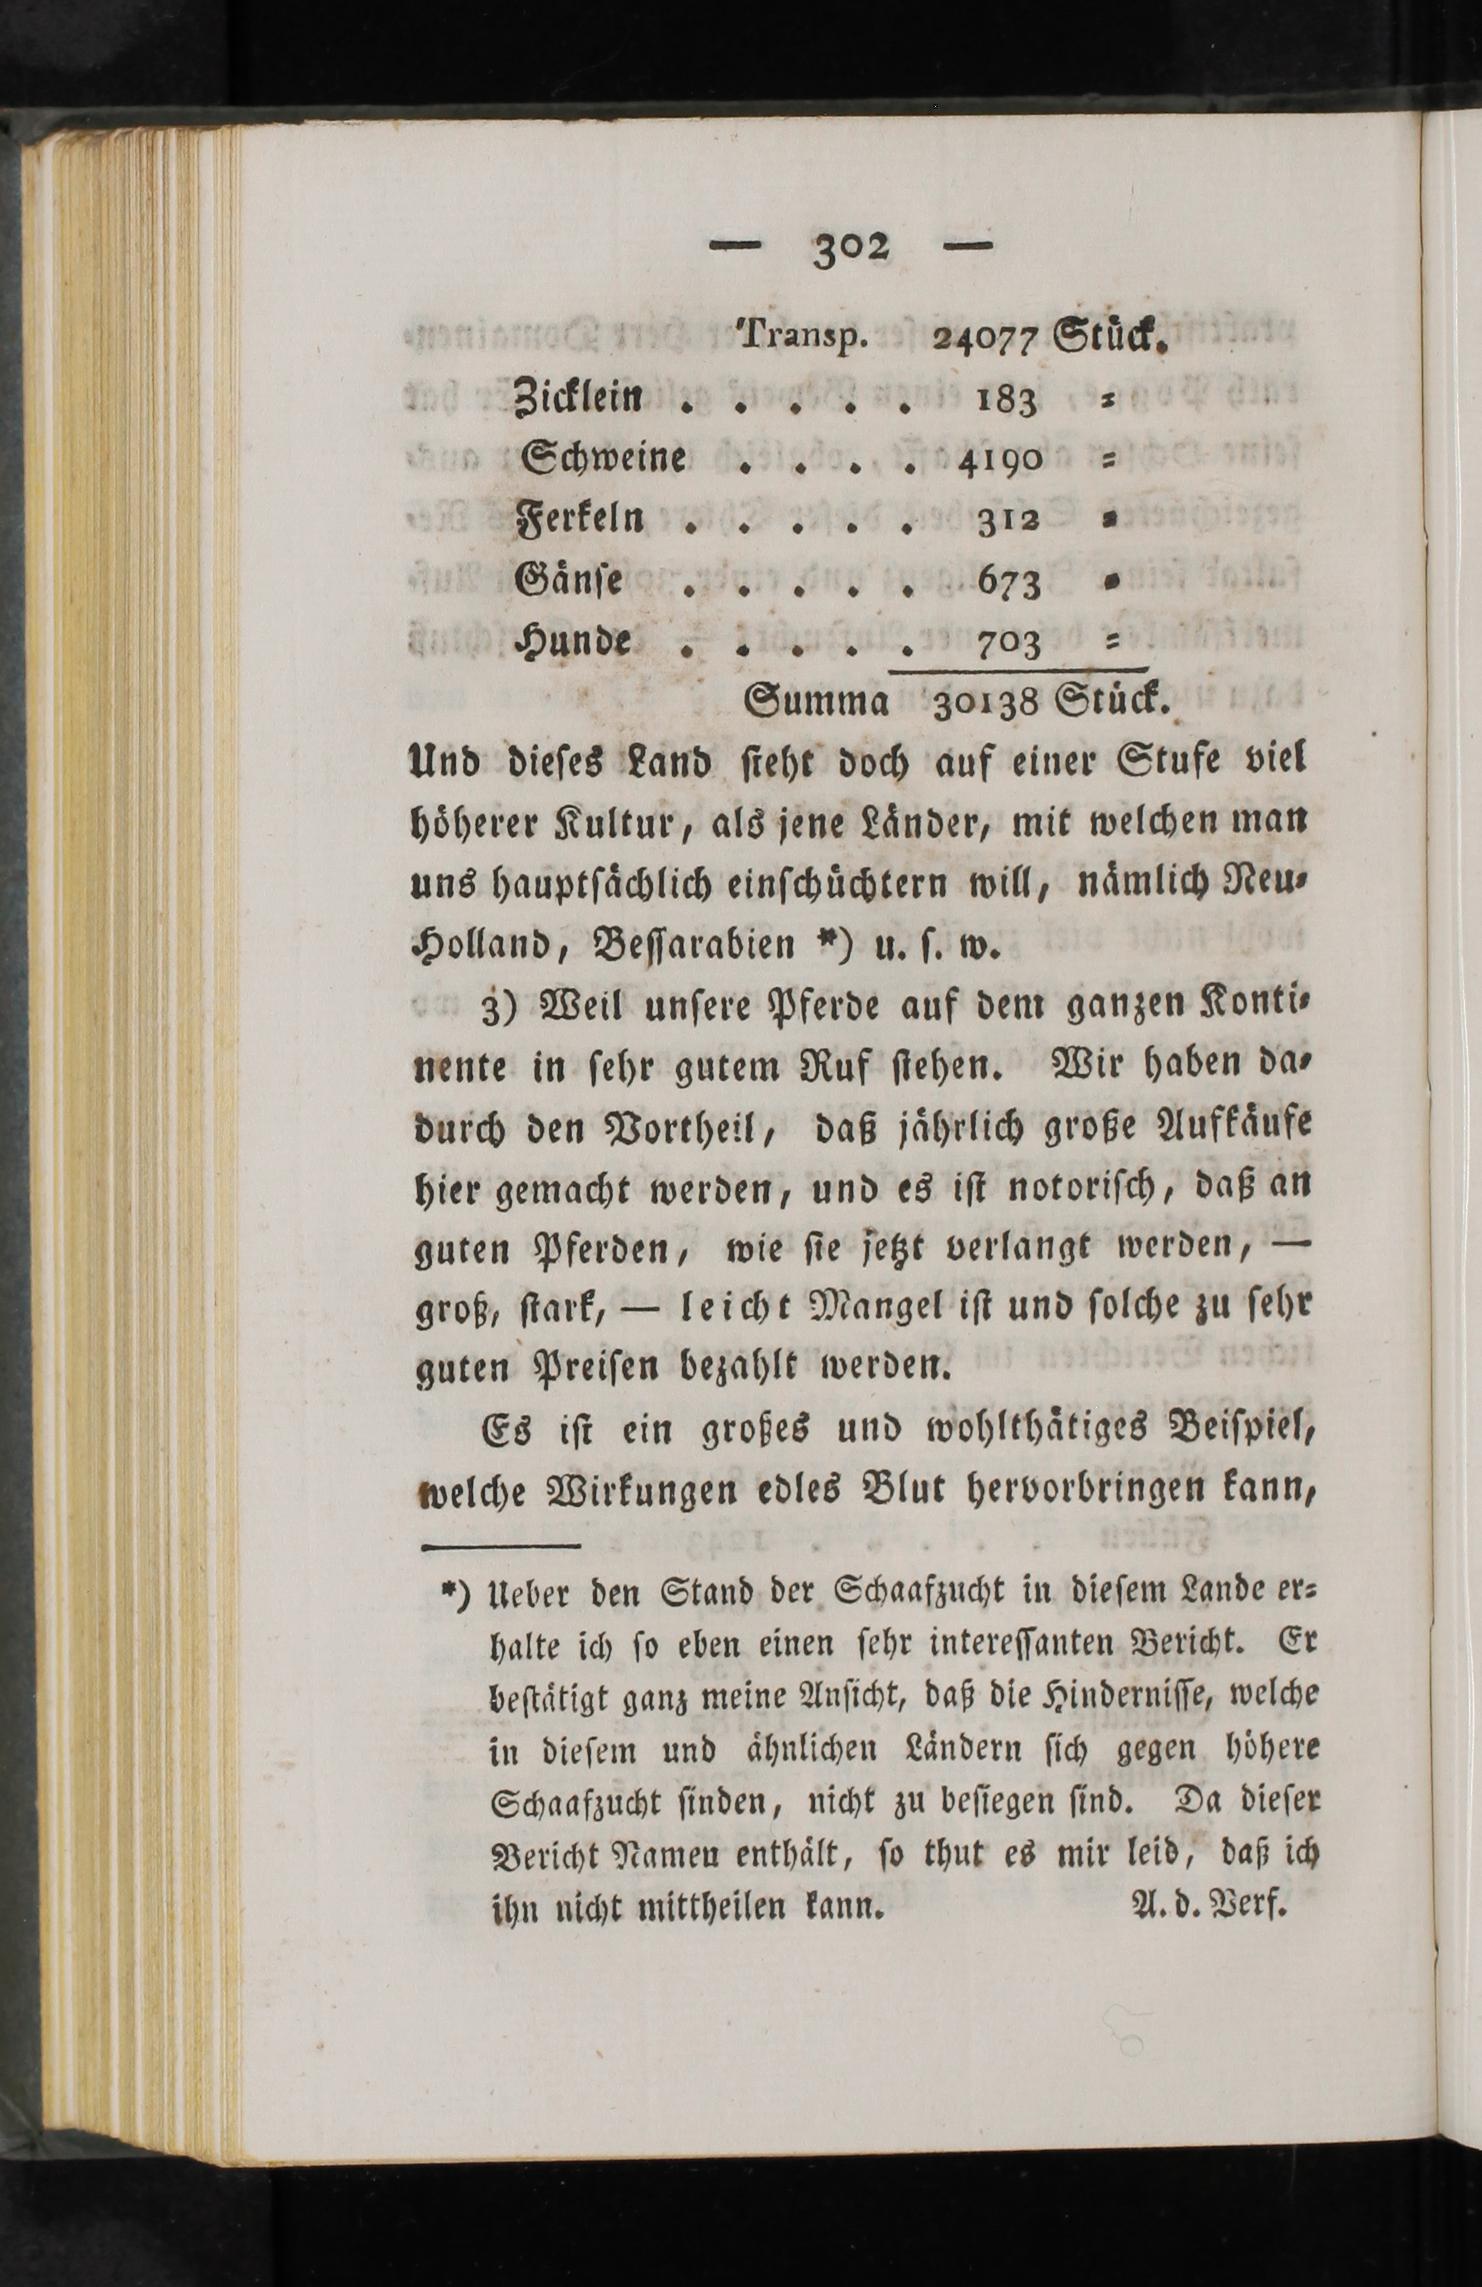 — 302 —
Transp. 24077 Stück.
Zicklein . . . . . 183 =
Schweine . . . . 4190 =
Ferkeln . . . . . 312 =
Gänse . . . . . 673 =
Hunde . . . . . 703 =
Summa 30138 Stück.
Und dieses Land steht doch auf einer Stufe viel
höherer Kultur, als jene Länder, mit welchen man
uns hauptsächlich einschüchtern will, nämlich Neu-
Holland, Bessarabien *) u. s. w.
3) Weil unsere Pferde auf dem ganzen Konti-
nente in sehr gutem Ruf stehen. Wir haben da-
durch den Vortheil, daß jährlich große Aufkäufe
hier gemacht werden, und es ist notorisch, daß an
guten Pferden, wie sie jetzt verlangt werden, —
groß, stark, — leicht Mangel ist und solche zu sehr
guten Preisen bezahlt werden.
Es ist ein großes und wohlthätiges Beispiel,
welche Wirkungen edles Blut hervorbringen kann,
*) Ueber den Stand der Schaafzucht in diesem Lande er-
halte ich so eben einen sehr interessanten Bericht. Er
bestätigt ganz meine Ansicht, daß die Hindernisse, welche
in diesem und ähnlichen Ländern sich gegen höhere
Schaafzucht finden, nicht zu besiegen sind. Da dieser
Bericht Namen enthält, so thut es mir leid, daß ich
ihn nicht mittheilen kann. A. d. Verf.